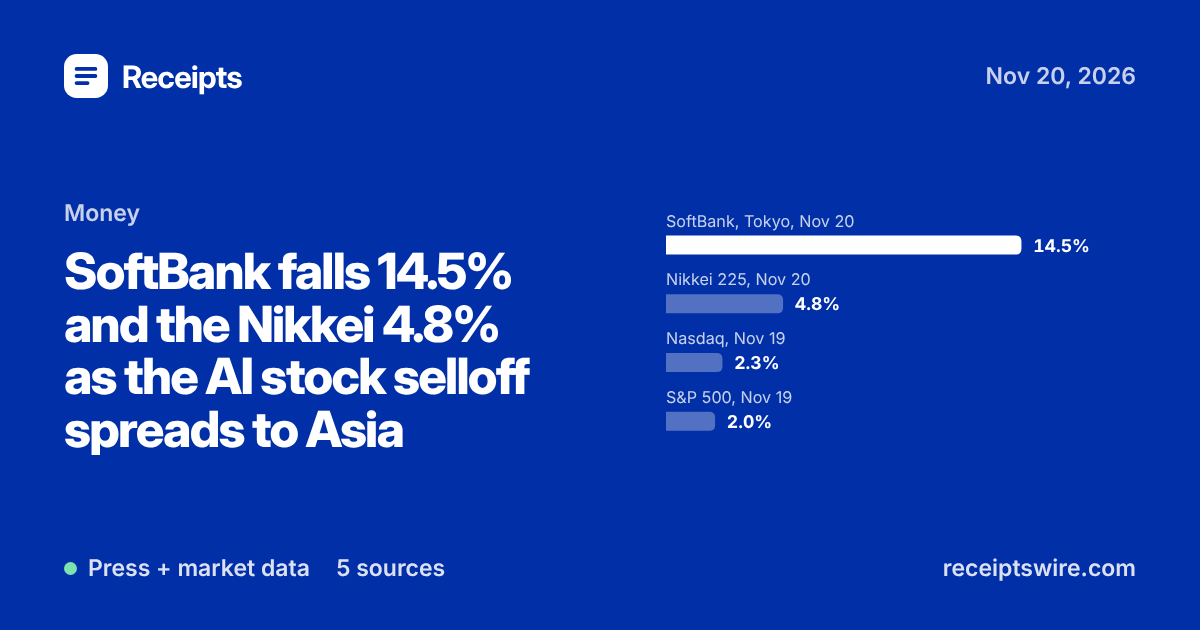 Receipts
Nov 20, 2026
Money
SoftBank falls 14.5%
and the Nikkei 4.8%
as the AI stock selloff
spreads to Asia
SoftBank, Tokyo, Nov 20
14.5%
Nikkei 225, Nov 20
4.8%
Nasdaq, Nov 19
2.3%
S&P 500, Nov 19
2.0%
Press + market data
5 sources
receiptswire.com